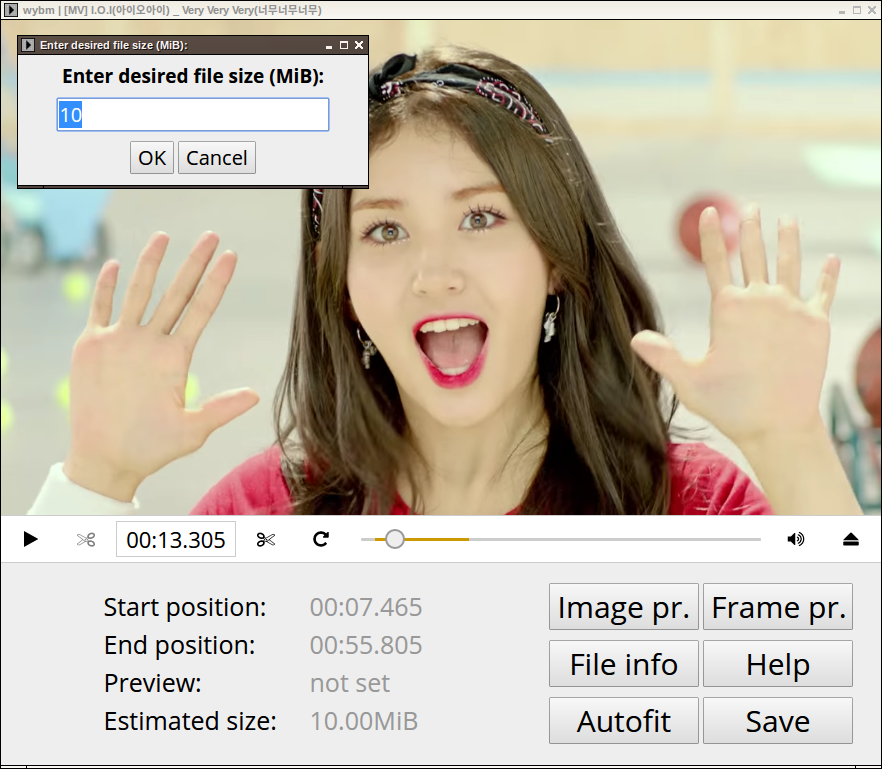 wybm | [MV] I.O.I(아이오아이) _ Very Very Very(너무너무너무)
Enter desired file size (MiB):
Enter desired file size (MiB):
10
OK Cancel
00:13.305
Start position: 00:07.465
End position: 00:55.805
Preview: not set
Estimated size: 10.00MiB
Image pr. Frame pr.
File info Help
Autofit Save